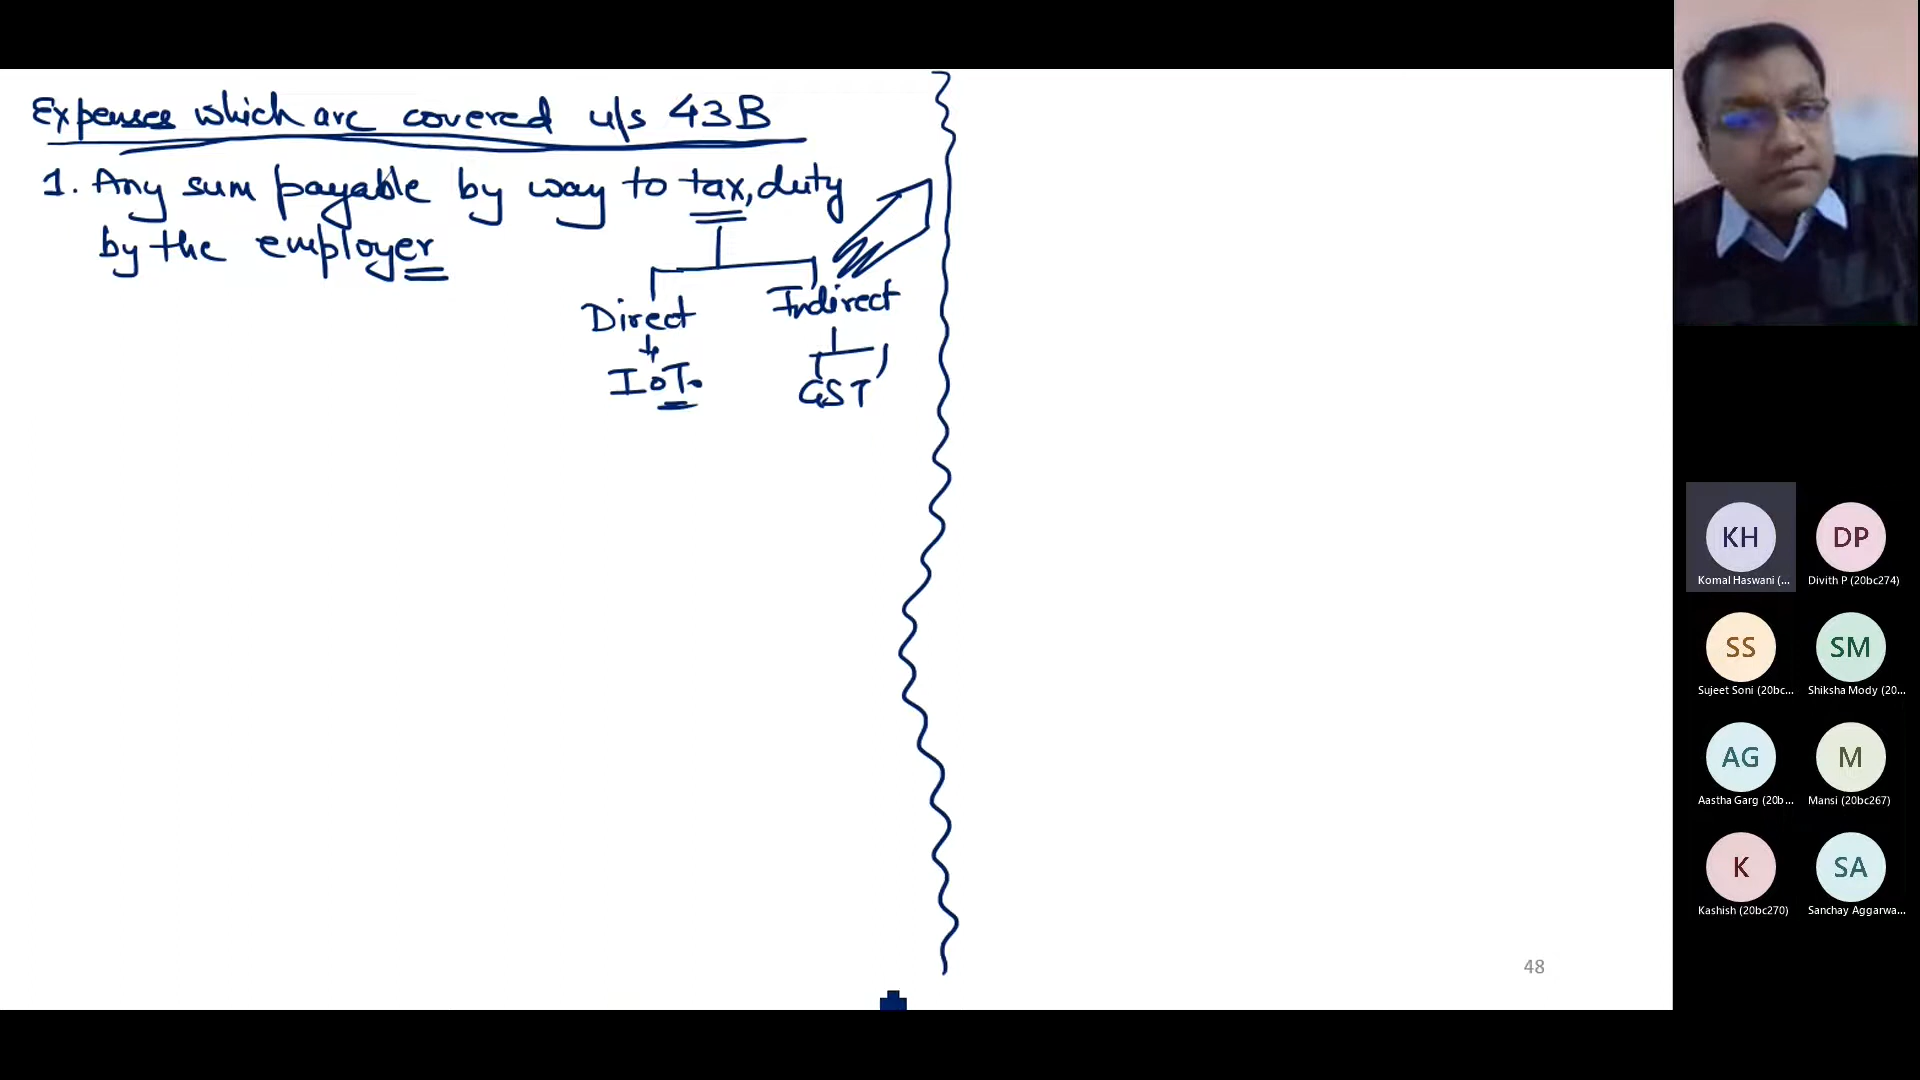 Expenses which are covered u/s 43B
1. Any sum payable by way to tax, duty
by the employer
Direct
Indirect
IoT.
GST
48
KH
DP
Komal Haswani (...
Divith P (20bc274)
SS
SM
Sujeet Soni (20bc...
Shiksha Mody (20...
AG
M
Aastha Garg (20b...
Mansi (20bc267)
K
SA
Kashish (20bc270)
Sanchay Aggarwa...